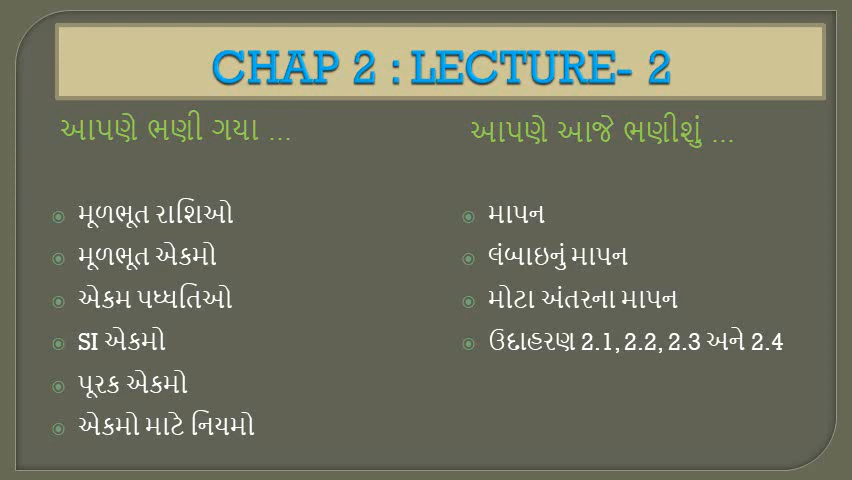 CHAP 2 : LECTURE- 2
આપણે ભણી ગયા ...
મૂળભૂત રાશિઓ
મૂળભૂત એકમો
એકમ પધ્ધતિઓ
SI એકમો
પૂરક એકમો
એકમો માટે નિયમો
આપણે આજે ભણીશું ...
માપન
લંબાઇનું માપન
મોટા અંતરના માપન
ઉદ્દાહરણ 2.1, 2.2, 2.3 અને 2.4